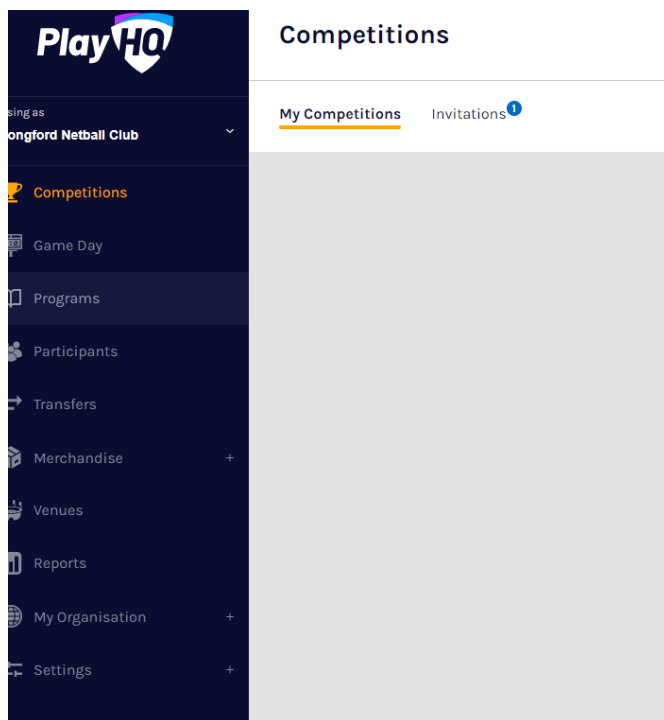 PlayHQ
Competitions
sing as
ongford Netball Club
My Competitions
Invitations 1
Competitions
Game Day
Programs
Participants
Transfers
Merchandise +
Venues
Reports
My Organisation +
Settings +